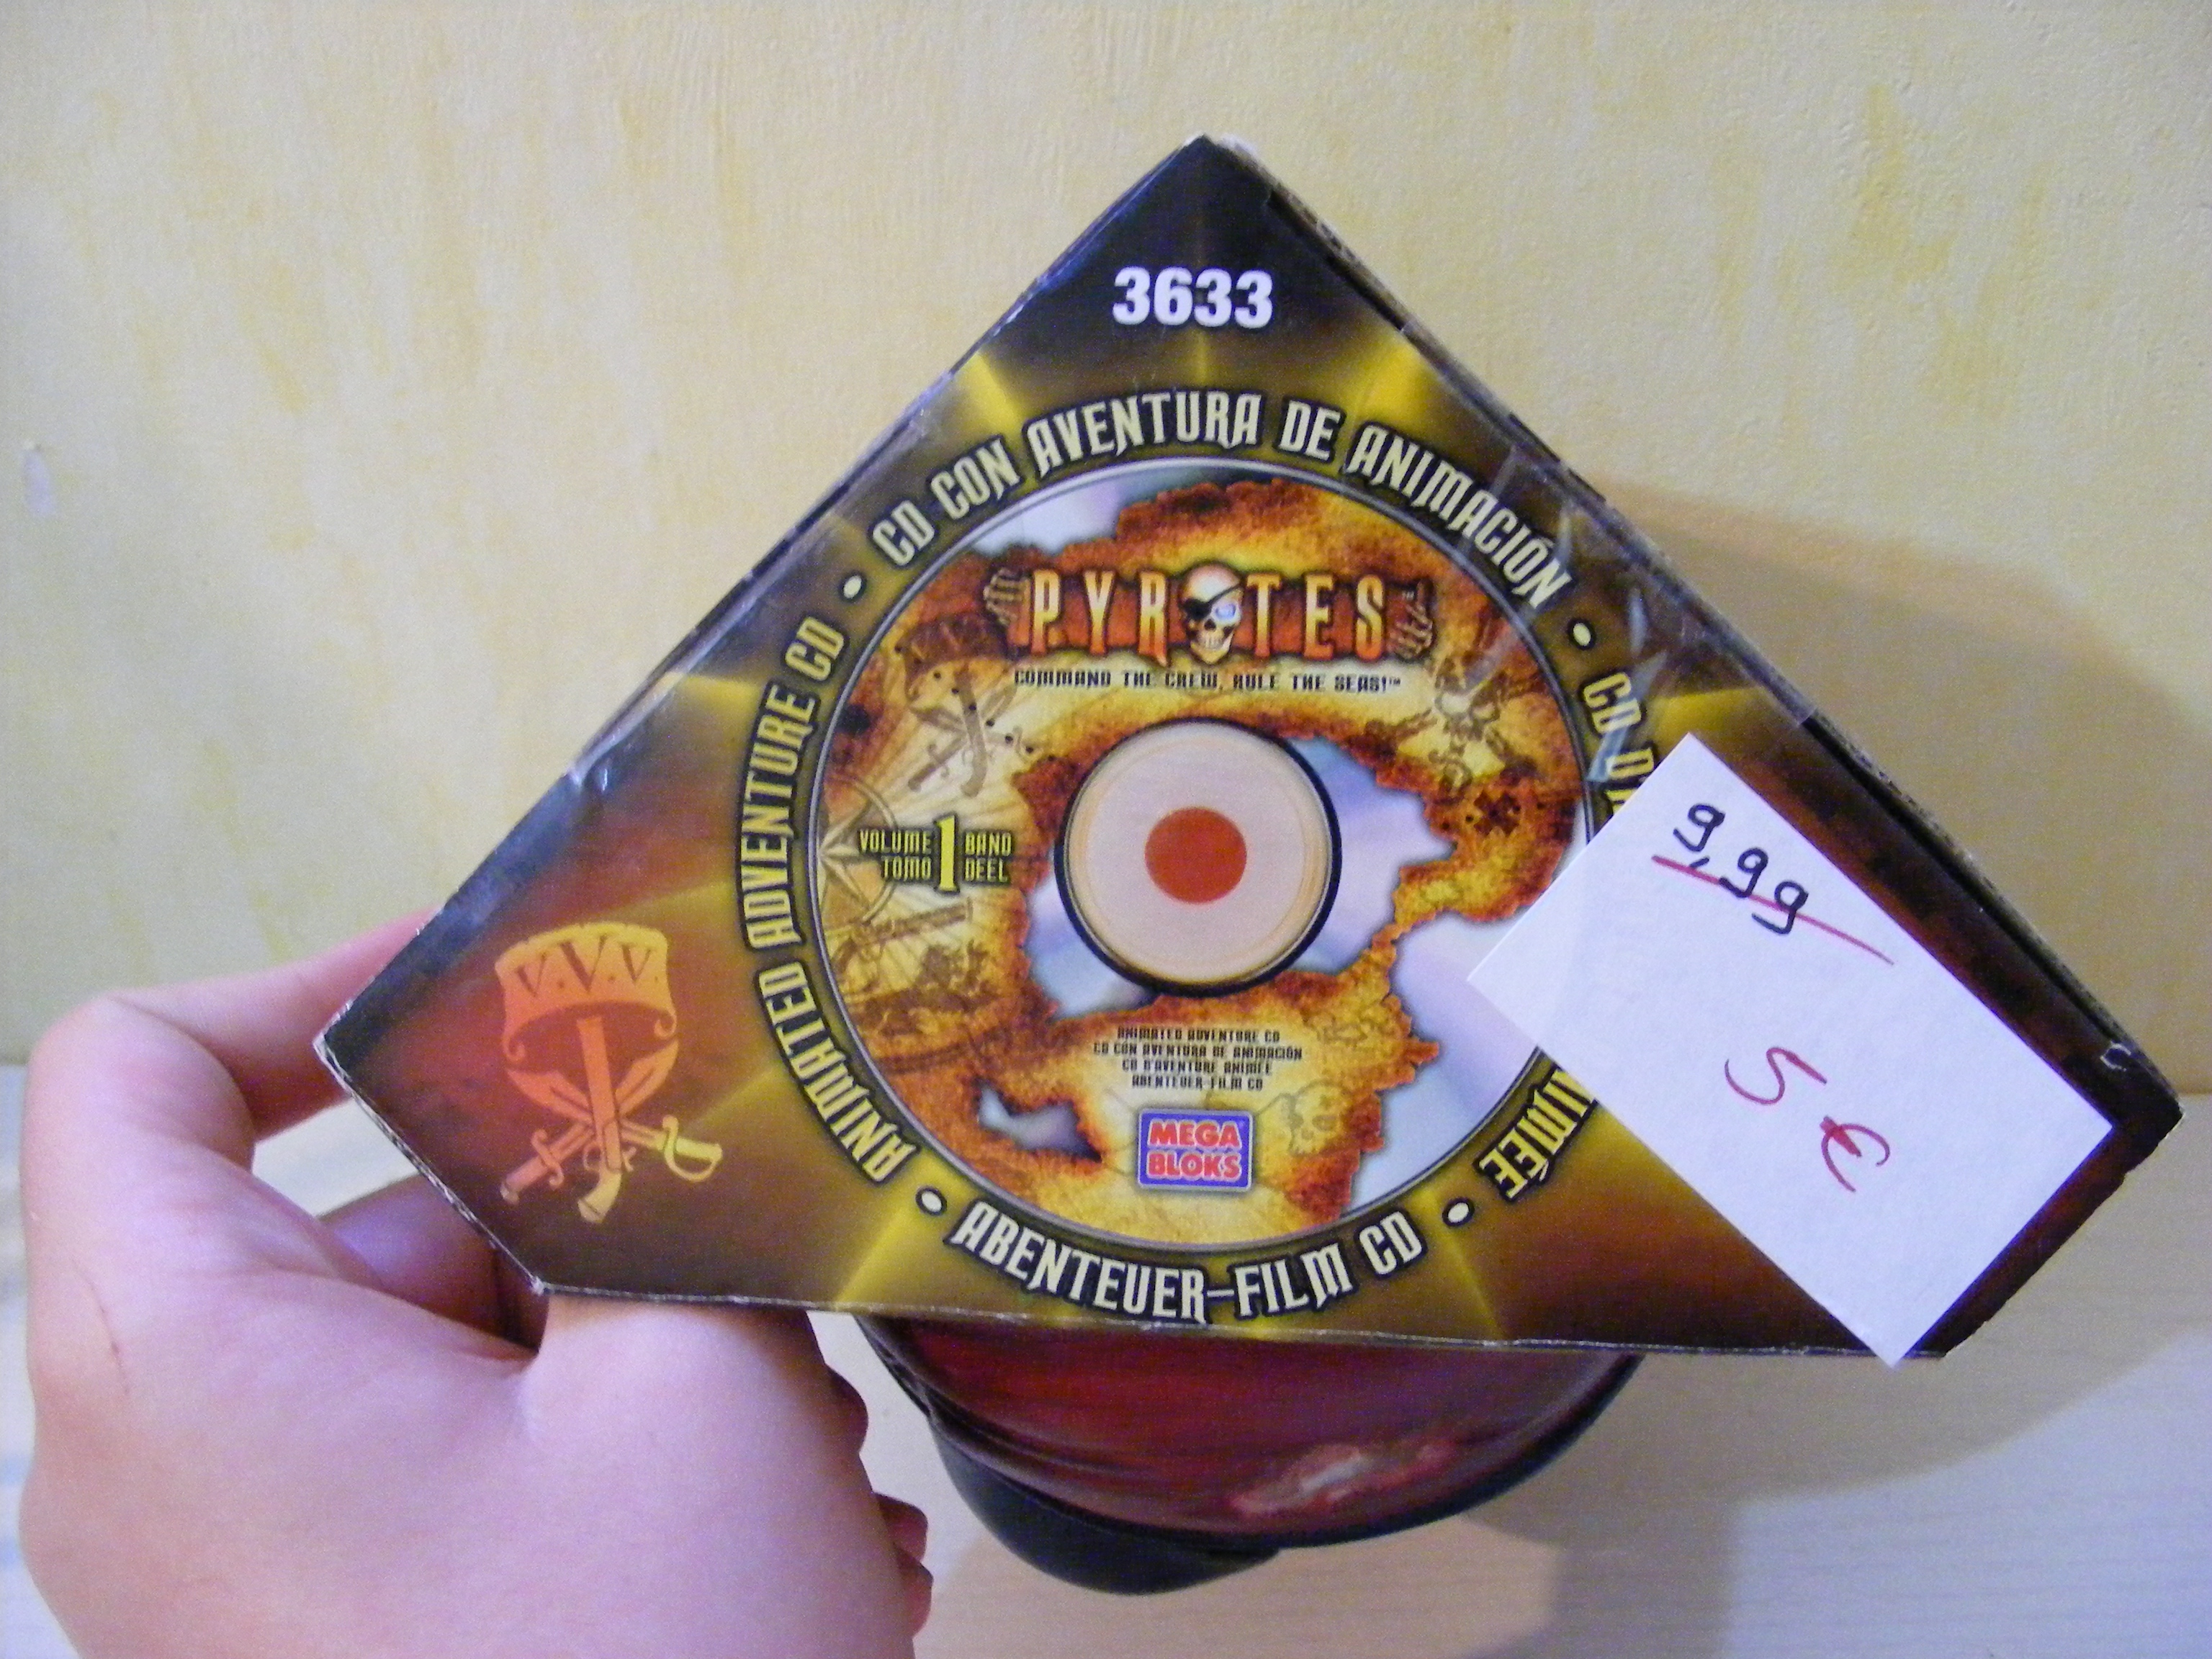 3633
CD CON AVENTURA DE ANIMACIÓN •
CD
ANIMÉE •
ABENTEUER-FILM CD •
ANIMATED ADVENTURE CD •
PYRATES
COMMAND THE CREW, RULE THE SEAS!™
VOLUME 1 BAND
TOMO DEEL
ANIMATED ADVENTURE CD
CD CON AVENTURA DE ANIMACIÓN
CD D'AVENTURE ANIMÉE
ABENTEUER-FILM CD
MEGA
BLOKS
V.V.V.
9,99
5 €